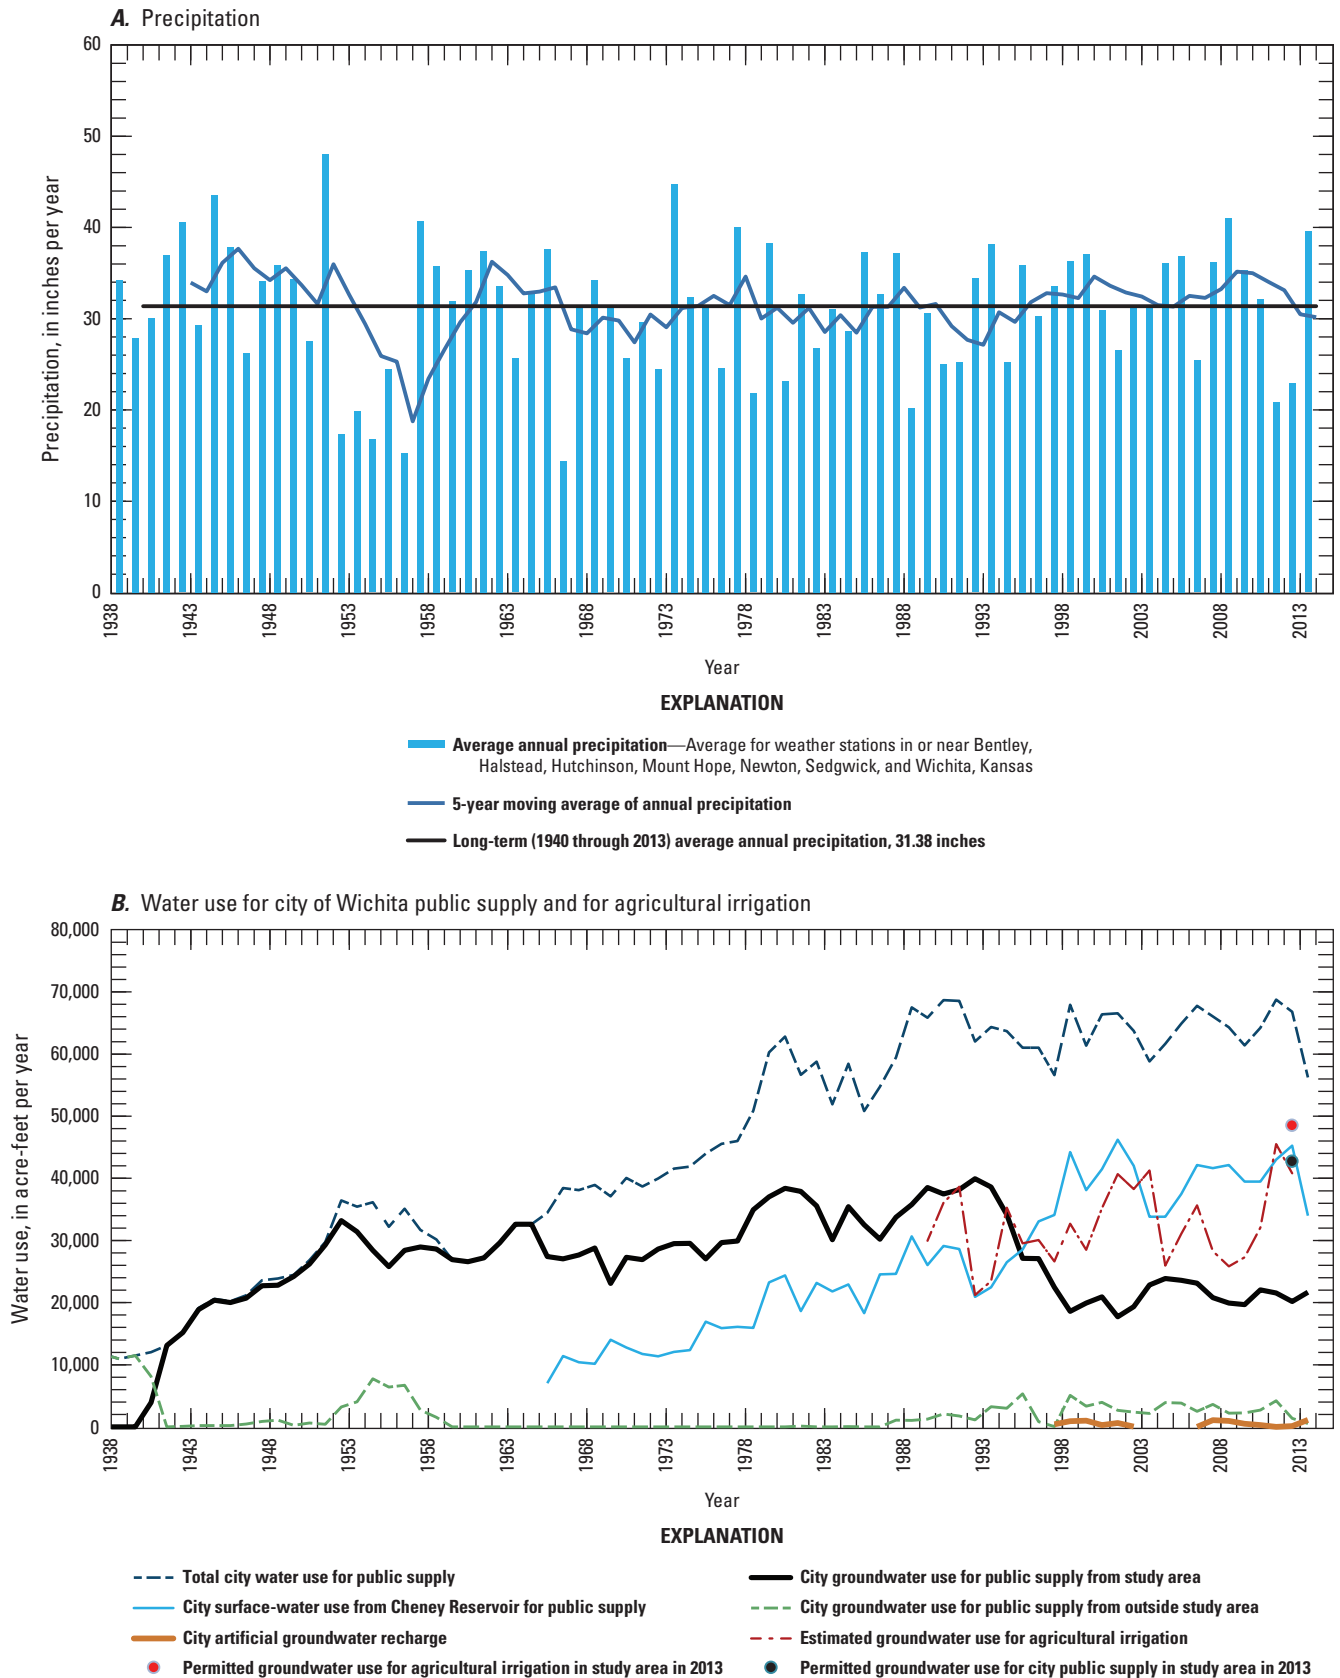 A. Precipitation
60
50
40
30
20
10
0
Precipitation, in inches per year
1938
1943
1948
1953
1958
1963
1968
1973
1978
1983
1988
1993
1998
2003
2008
2013
Year
EXPLANATION
Average annual precipitation—Average for weather stations in or near Bentley,
Halstead, Hutchinson, Mount Hope, Newton, Sedgwick, and Wichita, Kansas
5-year moving average of annual precipitation
Long-term (1940 through 2013) average annual precipitation, 31.38 inches
B. Water use for city of Wichita public supply and for agricultural irrigation
80,000
70,000
60,000
50,000
40,000
30,000
20,000
10,000
0
Water use, in acre-feet per year
1938
1943
1948
1953
1958
1963
1968
1973
1978
1983
1988
1993
1998
2003
2008
2013
Year
EXPLANATION
Total city water use for public supply
City surface-water use from Cheney Reservoir for public supply
City artificial groundwater recharge
Permitted groundwater use for agricultural irrigation in study area in 2013
City groundwater use for public supply from study area
City groundwater use for public supply from outside study area
Estimated groundwater use for agricultural irrigation
Permitted groundwater use for city public supply in study area in 2013